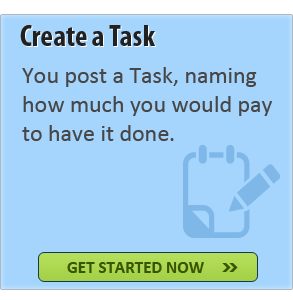 Create a Task
You post a Task, naming
how much you would pay
to have it done.
GET STARTED NOW »